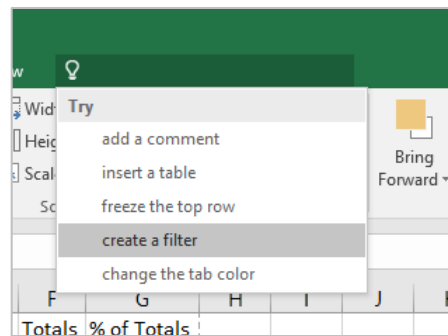 w
Try
add a comment
insert a table
freeze the top row
create a filter
change the tab color
Bring
Forward
F G H I J
Totals % of Totals